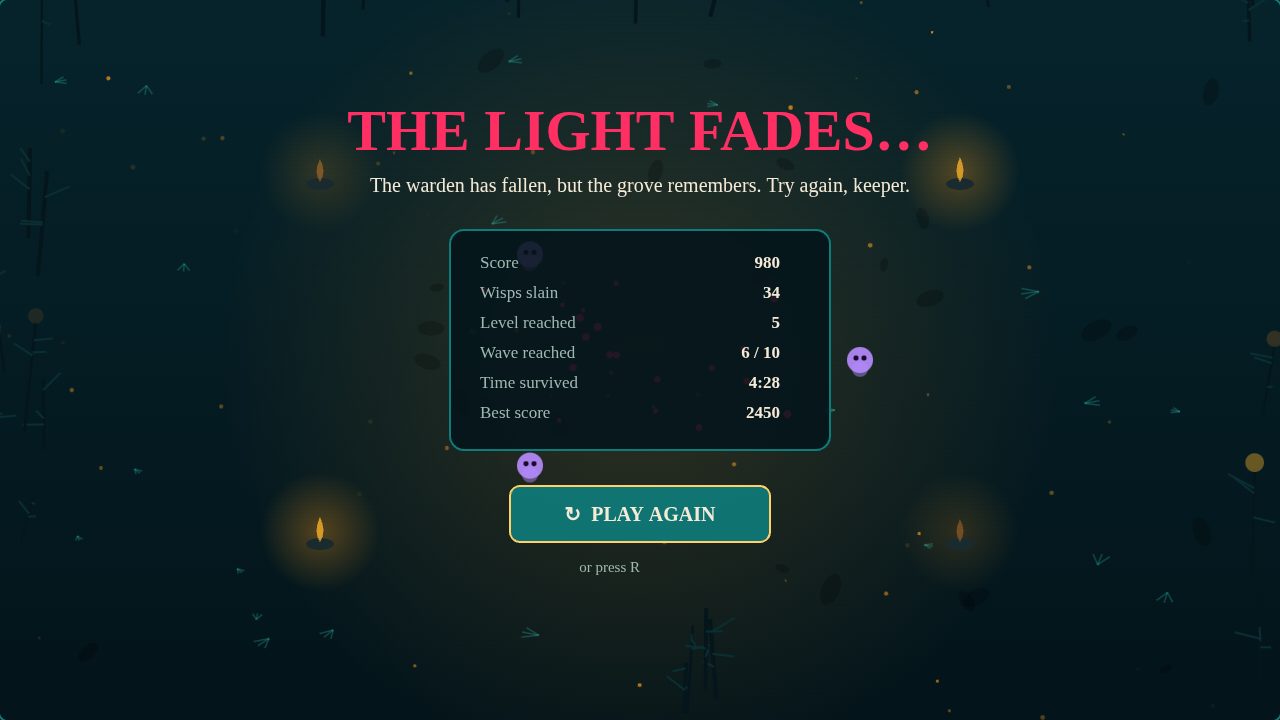 THE LIGHT FADES…
The warden has fallen, but the grove remembers. Try again, keeper.
Score 980
Wisps slain 34
Level reached 5
Wave reached 6 / 10
Time survived 4:28
Best score 2450
↻ PLAY AGAIN
or press R